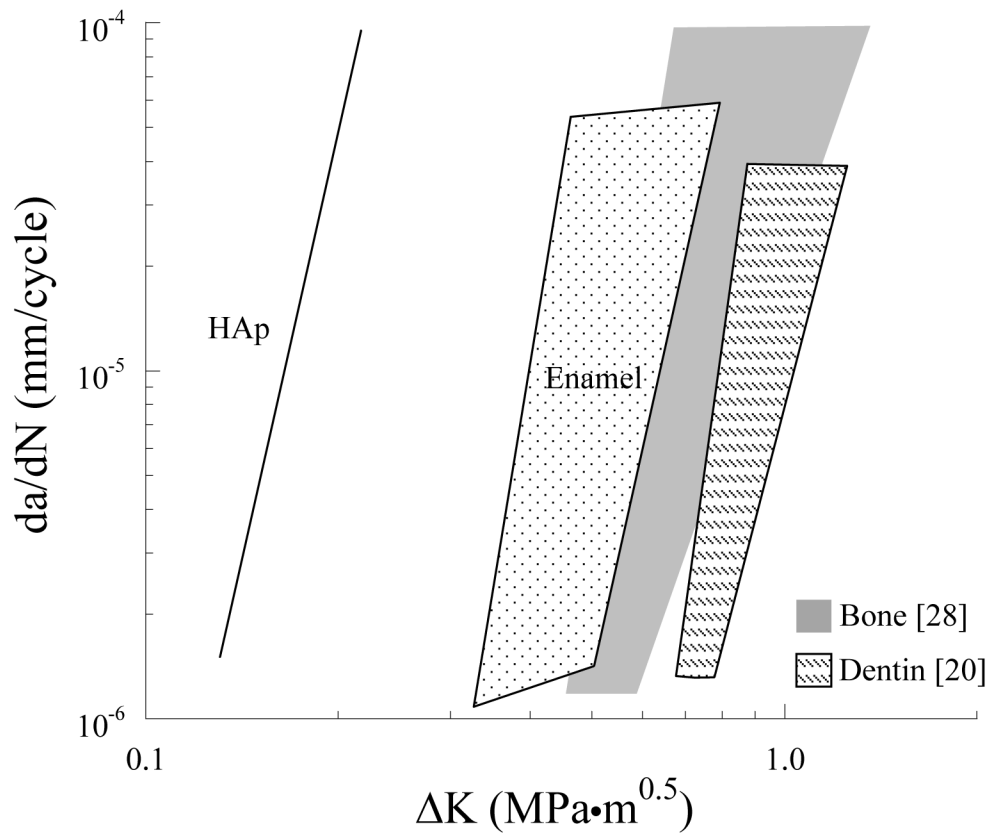 10⁻⁴
10⁻⁵
10⁻⁶
da/dN (mm/cycle)
HAp
Enamel
Bone [28]
Dentin [20]
0.1
1.0
ΔK (MPa•m⁰·⁵)